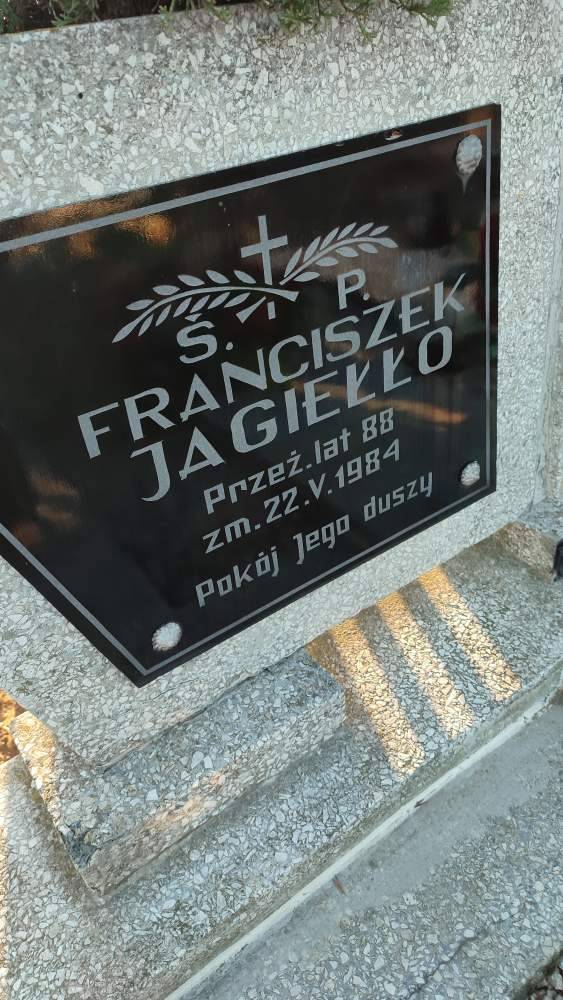 Ś. P.
FRANCISZEK
JAGIEŁŁO
Przeż. lat 88
zm. 22. V. 1984
Pokój Jego duszy